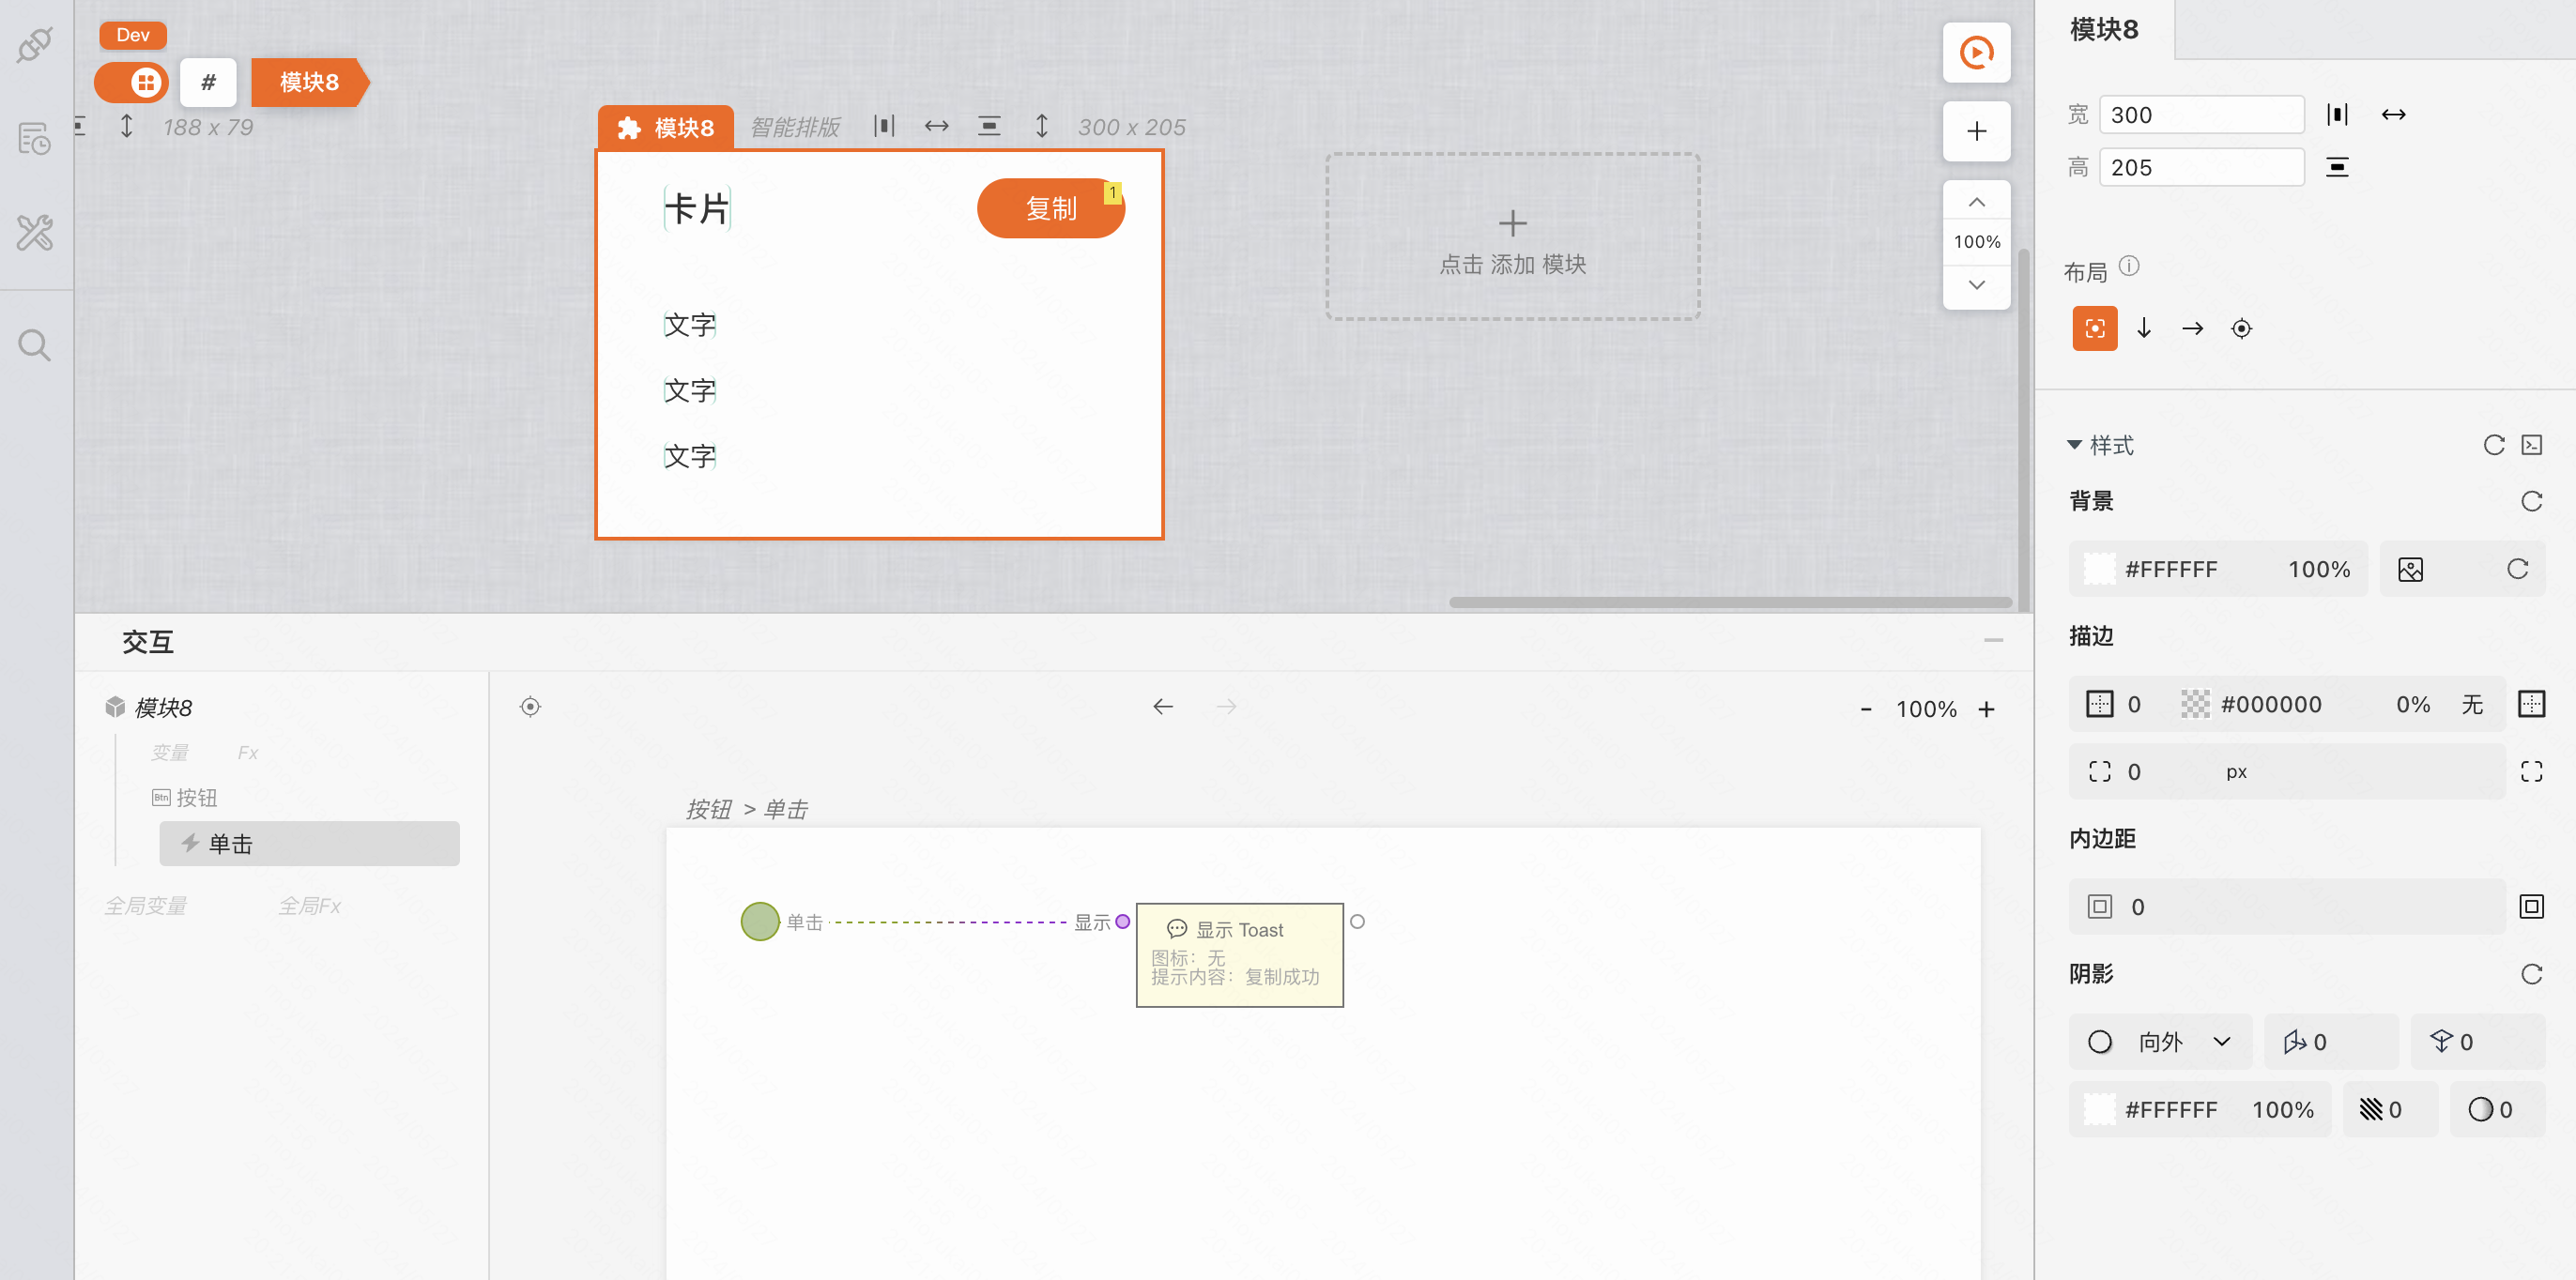 Dev
# 模块8
188 x 79
模块8 智能排版 300 x 205
卡片
复制 1
文字
文字
文字
点击 添加 模块
100%
交互
模块8
变量 Fx
Btn 按钮
单击
全局变量 全局Fx
- 100% +
按钮 > 单击
单击 显示
显示 Toast
图标：无
提示内容：复制成功
模块8
宽 300
高 205
布局
样式
背景
#FFFFFF 100%
描边
0 #000000 0% 无
0 px
内边距
0
阴影
向外 0 0
#FFFFFF 100% 0 0